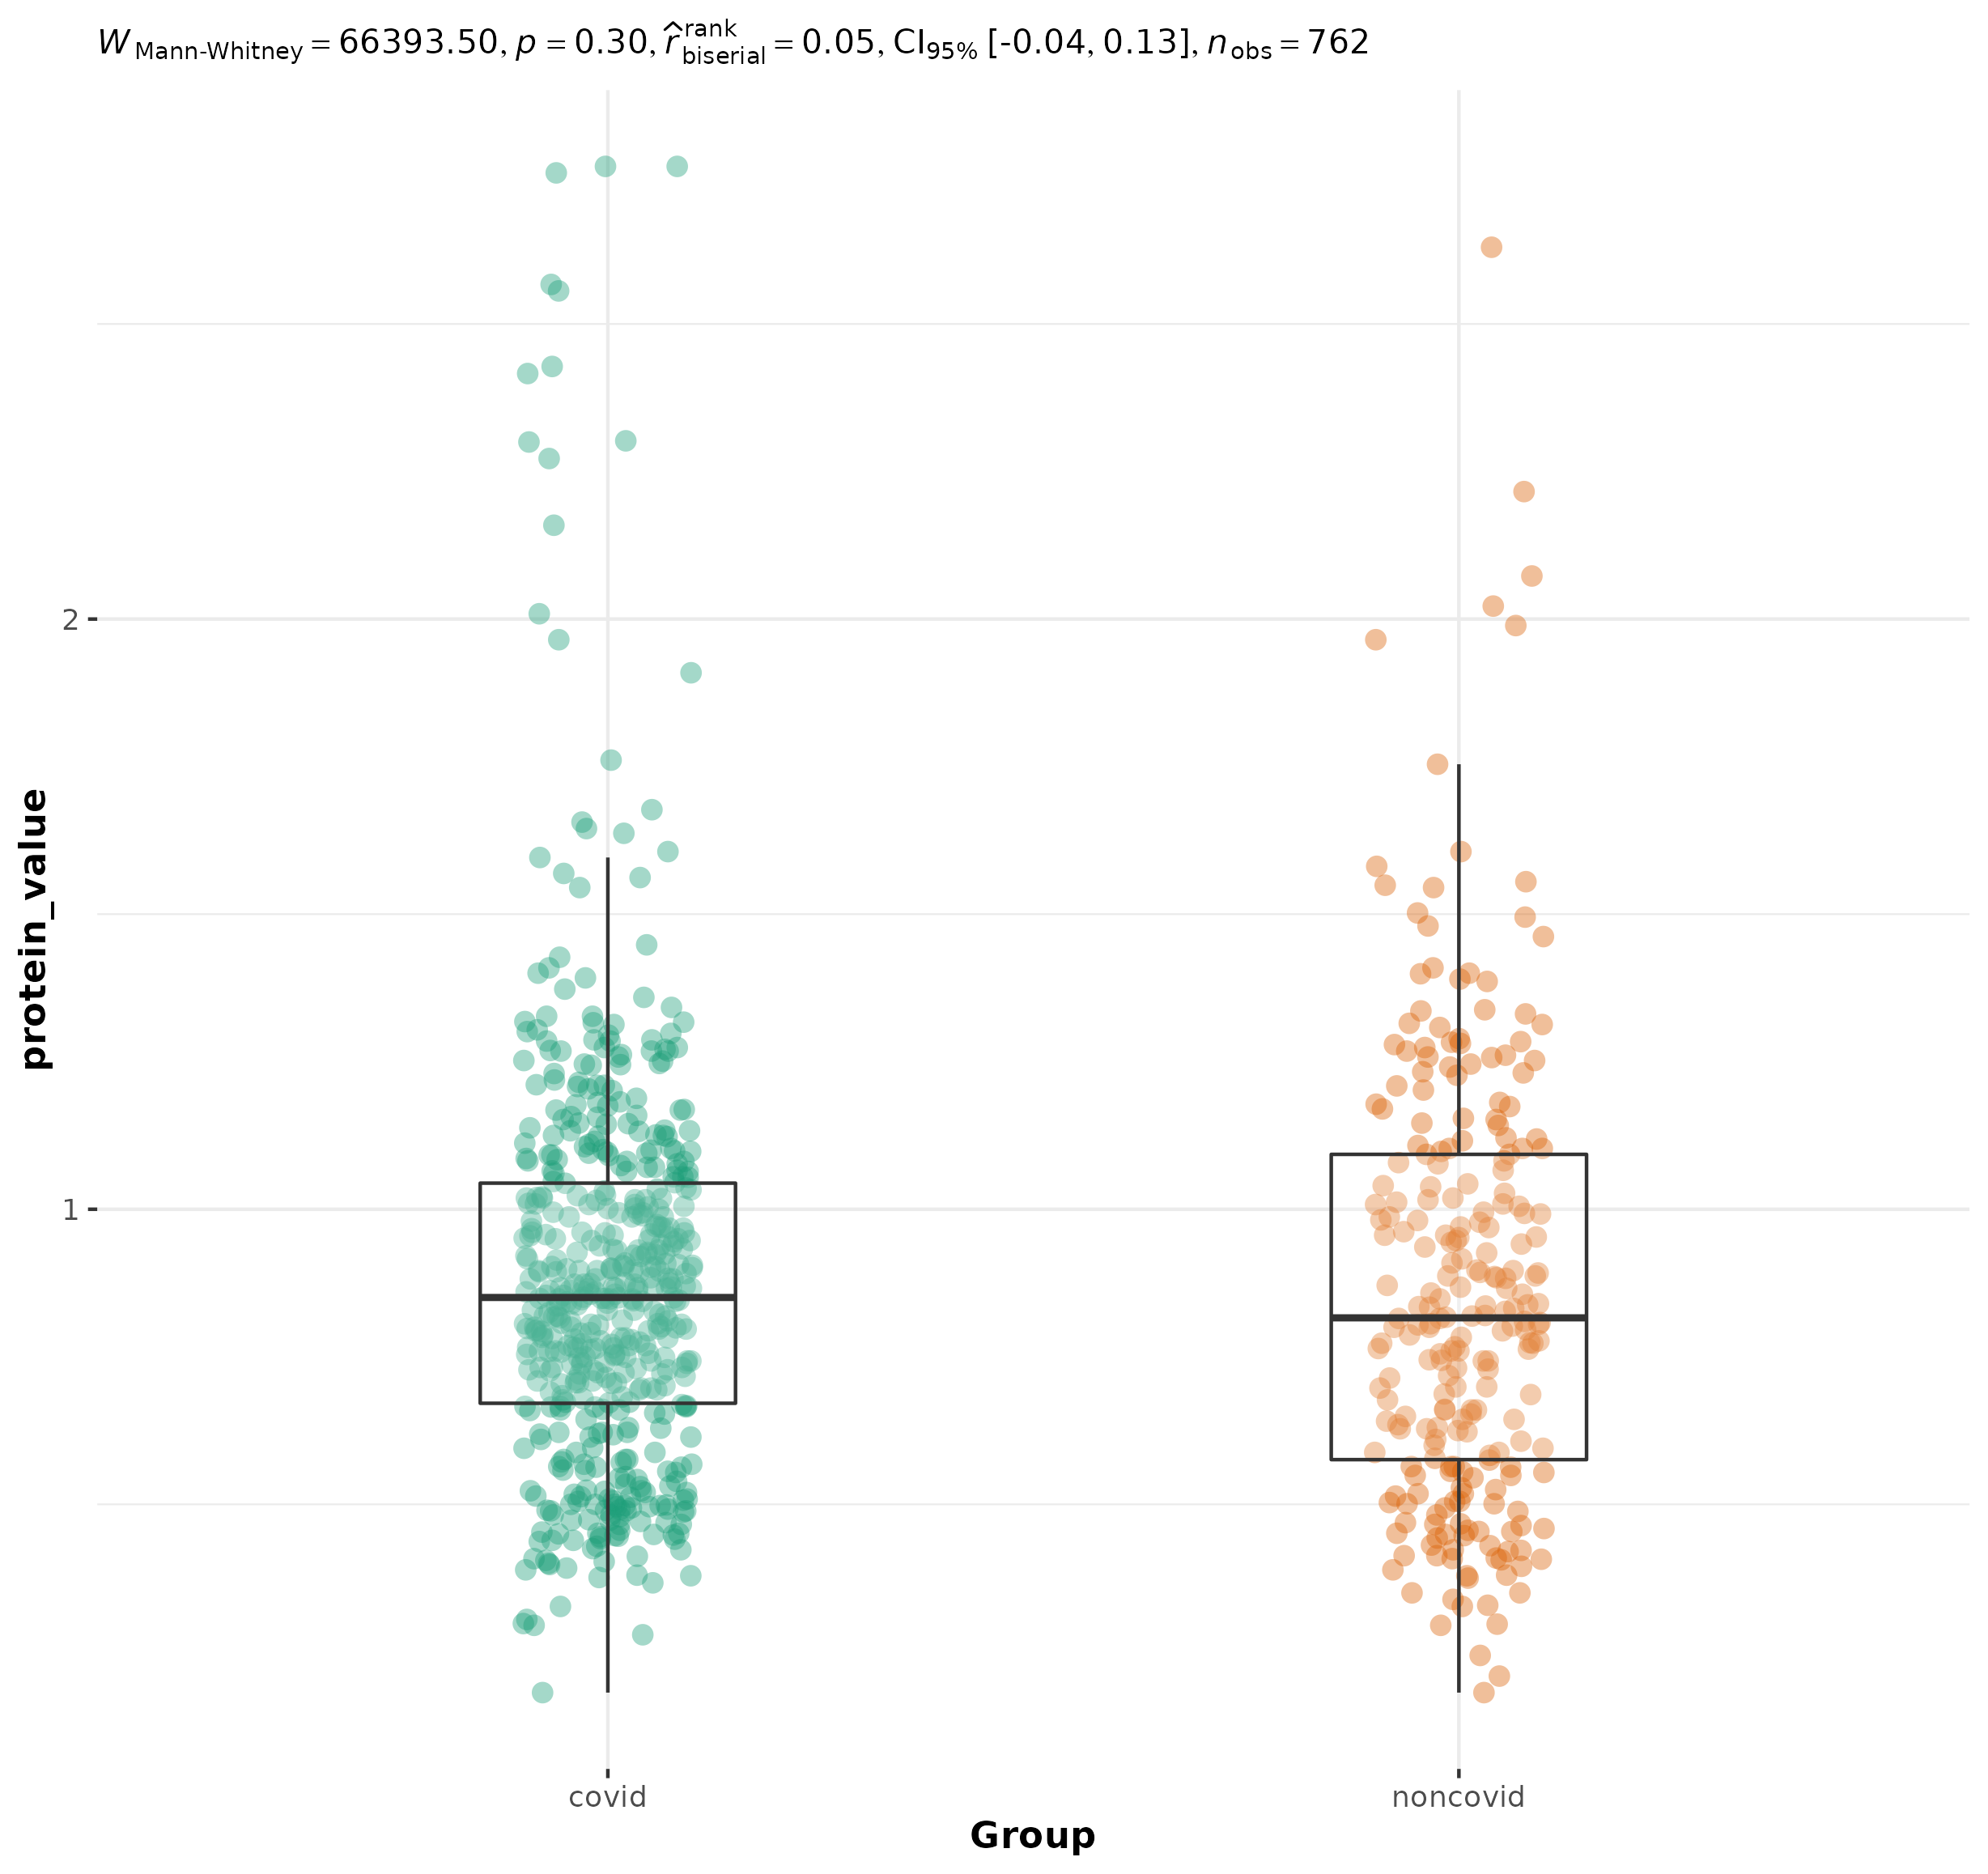 W Mann-Whitney = 66393.50, p = 0.30, r̂ rank biserial = 0.05, CI95% [-0.04, 0.13], n obs = 762
protein_value
2
1
covid noncovid
Group